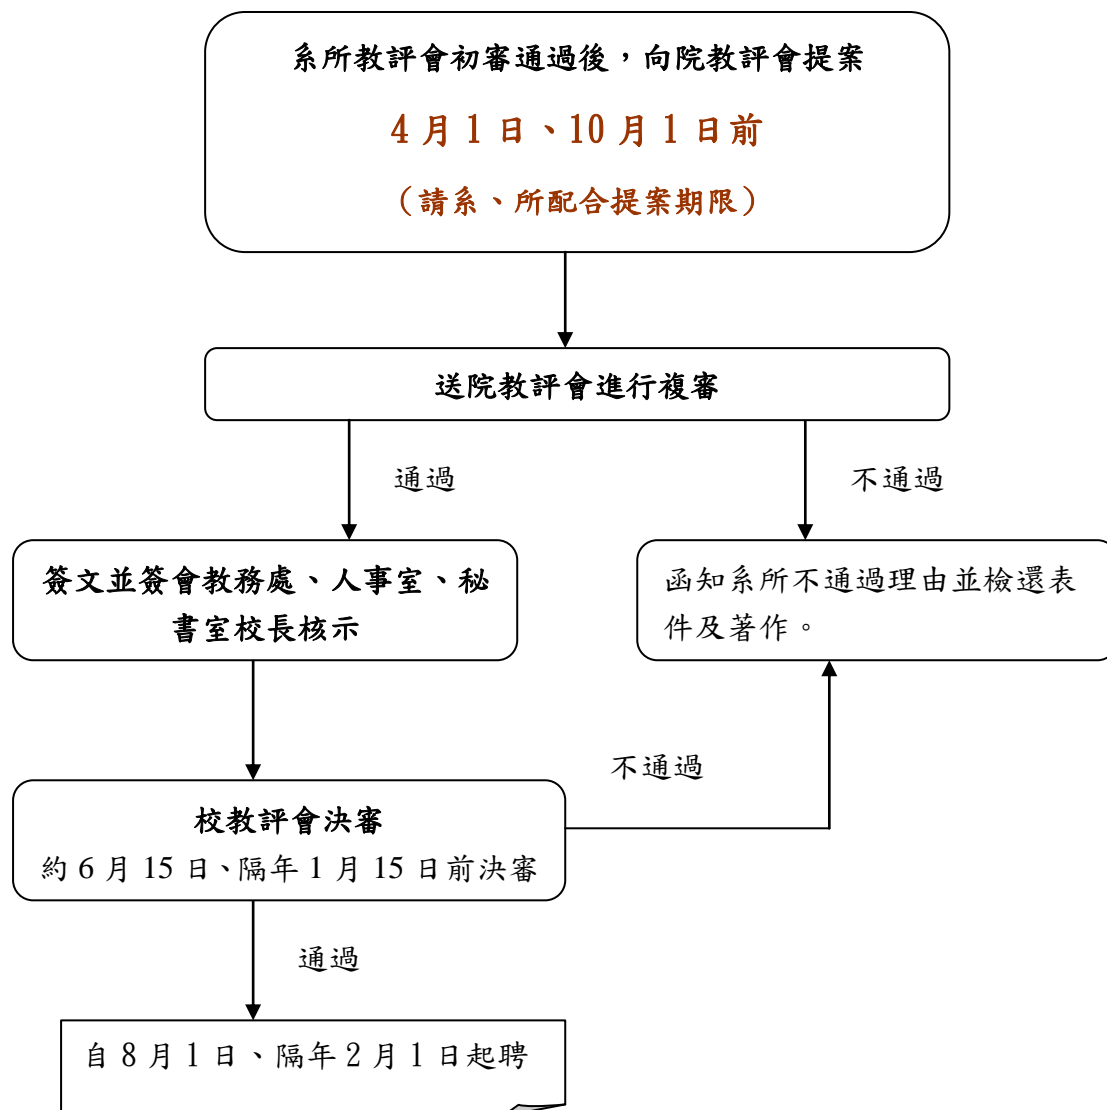 系所教評會初審通過後，向院教評會提案
4月1日、10月1日前
（請系、所配合提案期限）
送院教評會進行複審
通過
不通過
簽文並簽會教務處、人事室、秘
書室校長核示
函知系所不通過理由並檢還表
件及著作。
不通過
校教評會決審
約6月15日、隔年1月15日前決審
通過
自8月1日、隔年2月1日起聘